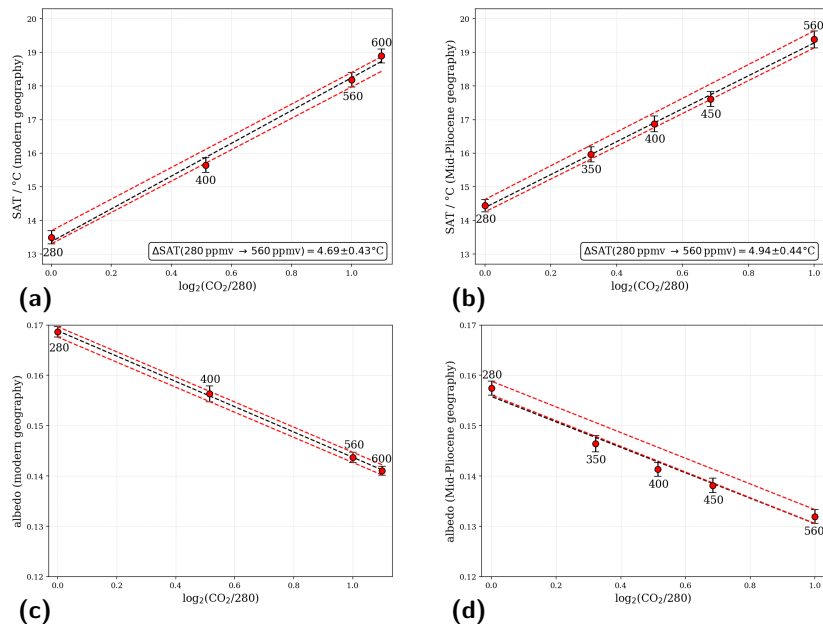 20
19
18
17
16
15
14
13
SAT / °C (modern geography)
280
400
560
600
ΔSAT(280 ppmv → 560 ppmv) = 4.69±0.43°C
0.0 0.2 0.4 0.6 0.8 1.0
log₂(CO₂/280)
(a)
20
19
18
17
16
15
14
13
SAT / °C (Mid-Pliocene geography)
280
350
400
450
560
ΔSAT(280 ppmv → 560 ppmv) = 4.94±0.44°C
0.0 0.2 0.4 0.6 0.8 1.0
log₂(CO₂/280)
(b)
0.17
0.16
0.15
0.14
0.13
0.12
albedo (modern geography)
280
400
560
600
0.0 0.2 0.4 0.6 0.8 1.0
log₂(CO₂/280)
(c)
0.17
0.16
0.15
0.14
0.13
0.12
albedo (Mid-Pliocene geography)
280
350
400
450
560
0.0 0.2 0.4 0.6 0.8 1.0
log₂(CO₂/280)
(d)